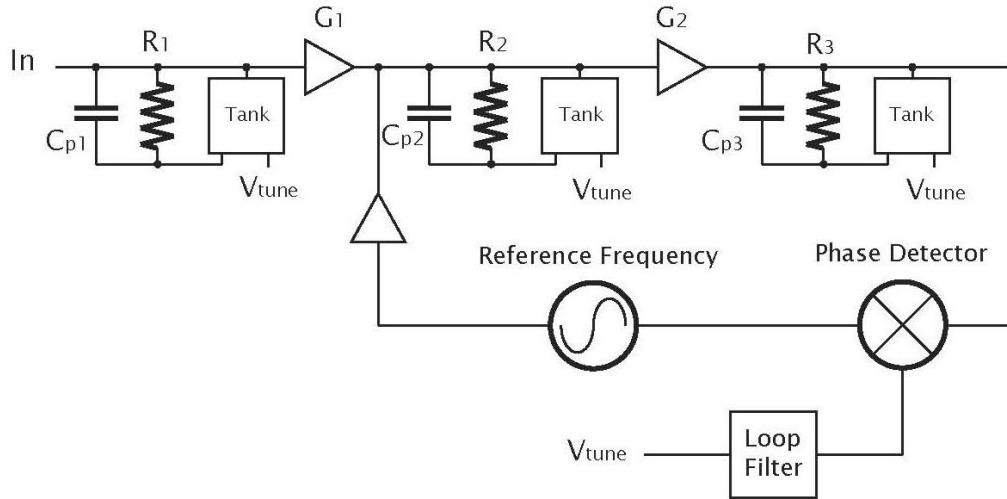 G1
G2
R1
R2
R3
In
Tank
Tank
Tank
Cp1
Cp2
Cp3
Vtune
Vtune
Vtune
Reference Frequency
Phase Detector
Vtune
Loop
Filter